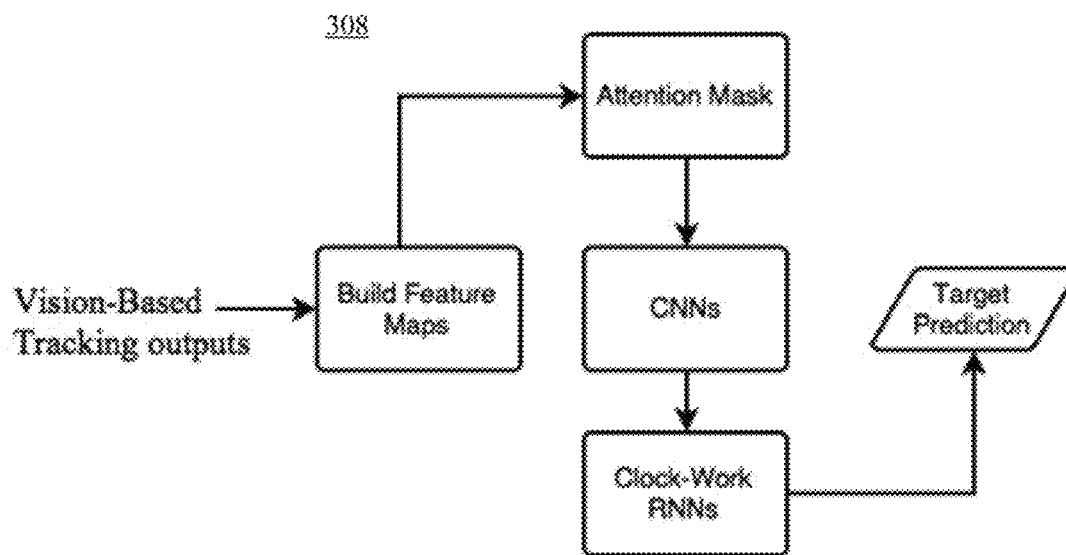 308
Attention Mask
Vision-Based
Tracking outputs
Build Feature
Maps
CNNs
Target
Prediction
Clock-Work
RNNs